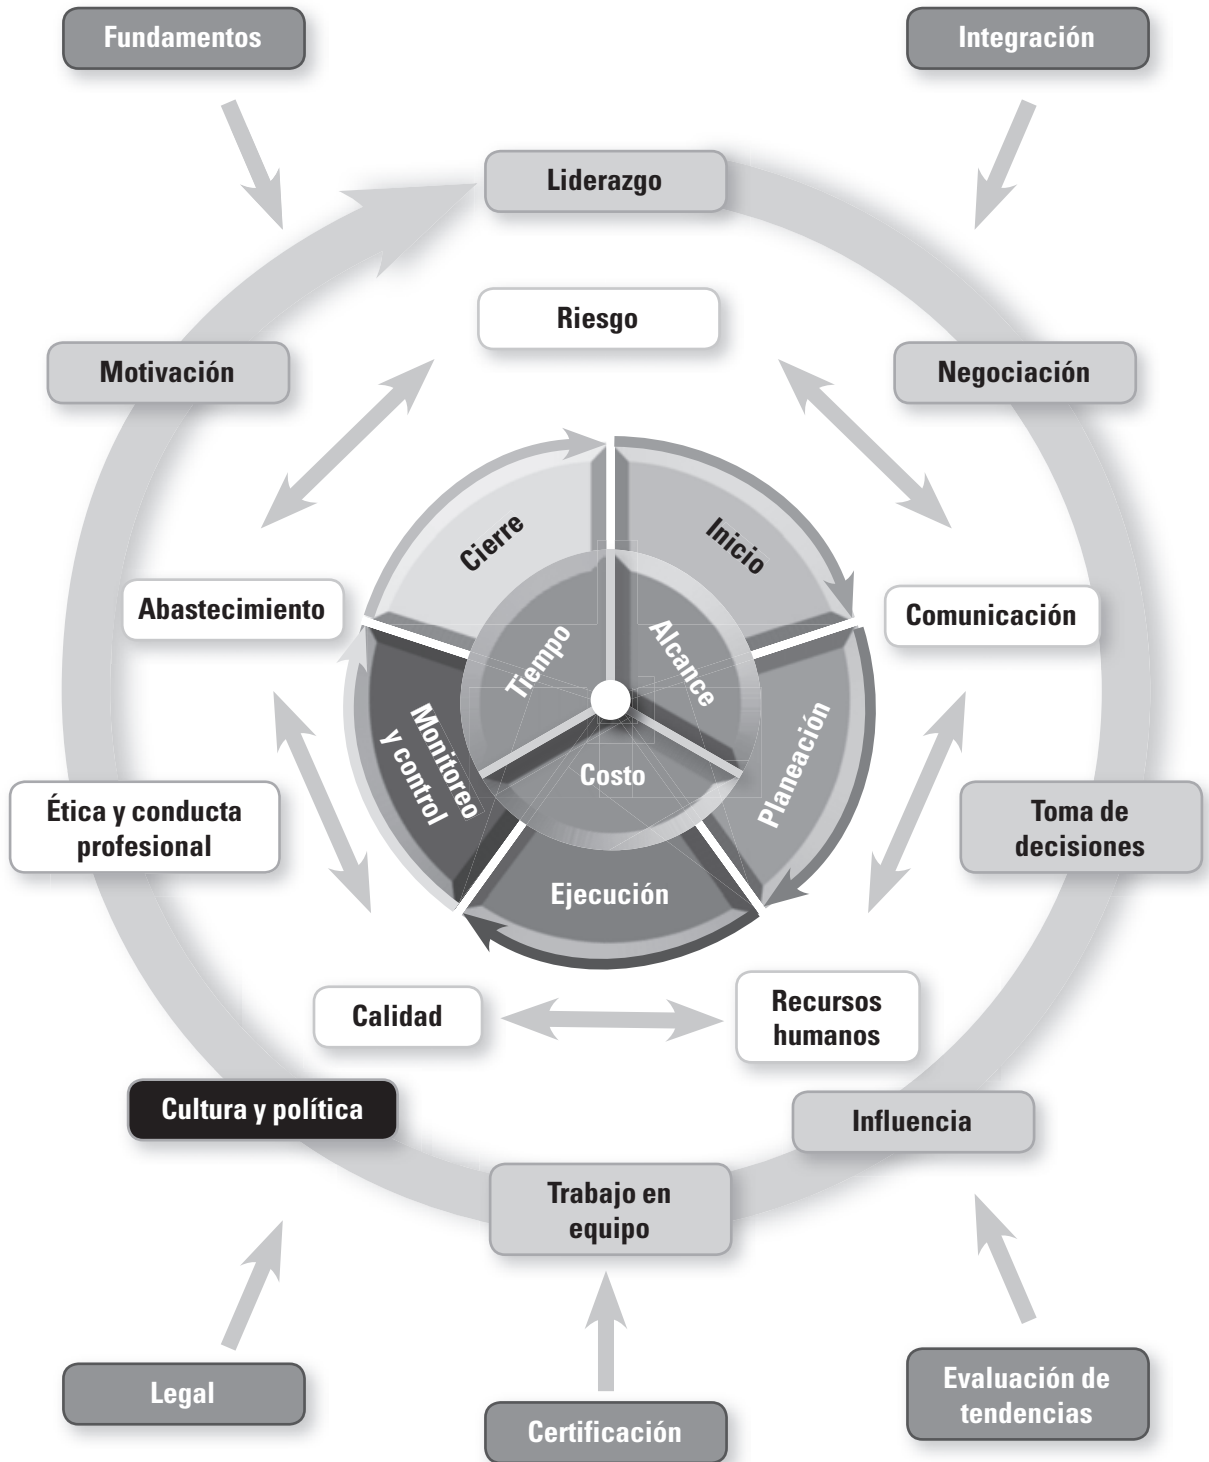 Fundamentos
Integración
Liderazgo
Riesgo
Motivación
Negociación
Cierre
Inicio
Abastecimiento
Comunicación
Tiempo
Alcance
Monitoreo
y control
Costo
Planeación
Ética y conducta
profesional
Toma de
decisiones
Ejecución
Calidad
Recursos
humanos
Cultura y política
Influencia
Trabajo en
equipo
Legal
Certificación
Evaluación de
tendencias